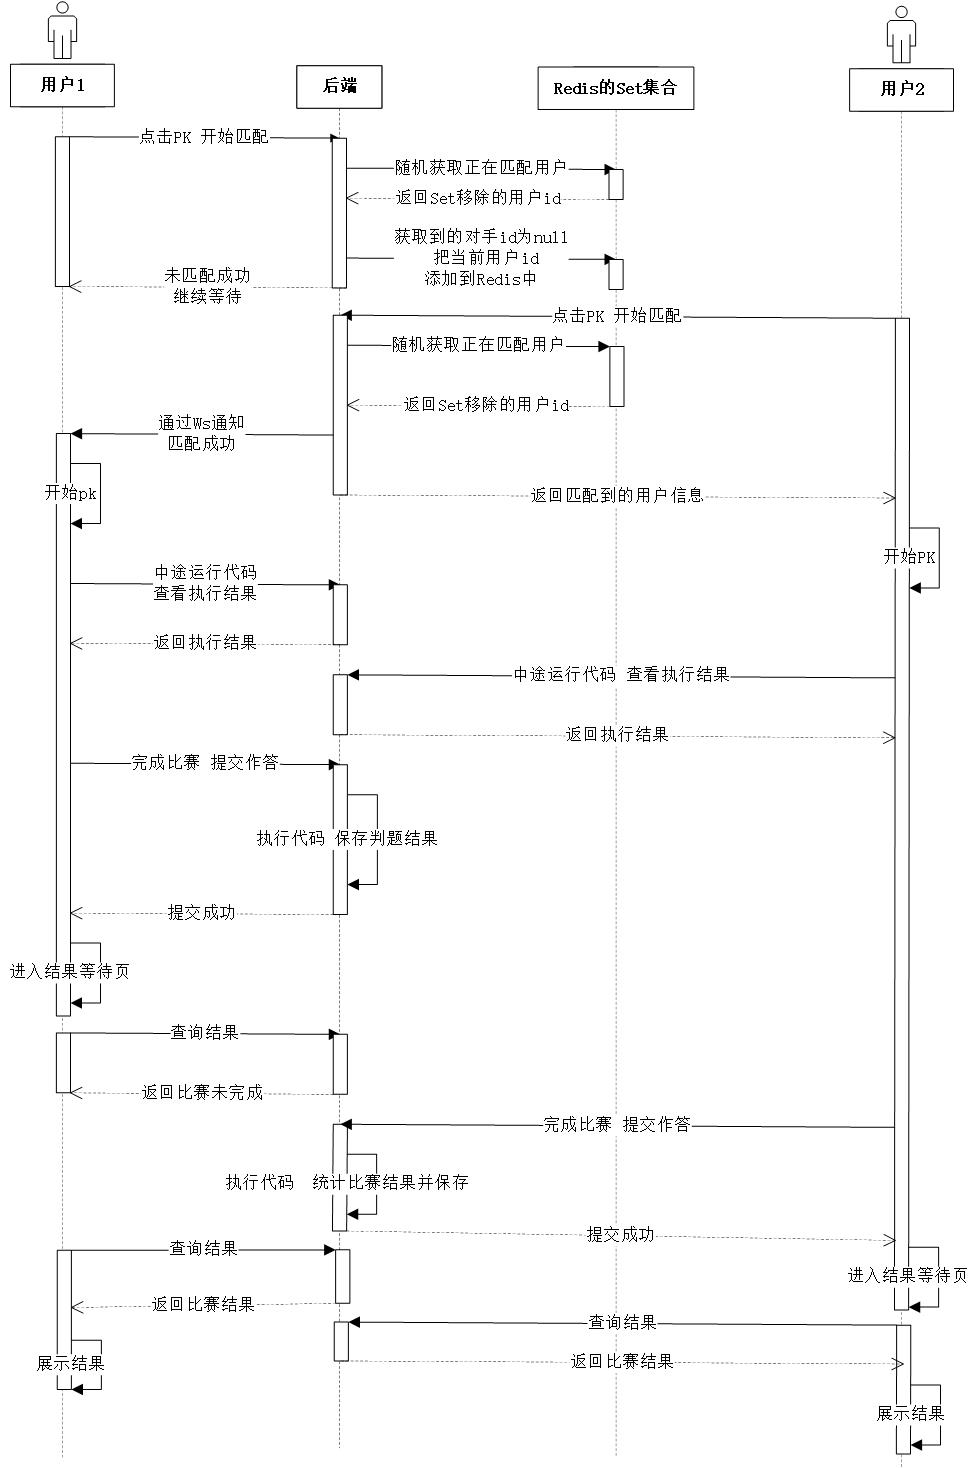 用户1
后端
Redis的Set集合
用户2
点击PK 开始匹配
随机获取正在匹配用户
返回Set移除的用户id
获取到的对手id为null
把当前用户id
添加到Redis中
未匹配成功
继续等待
点击PK 开始匹配
随机获取正在匹配用户
返回Set移除的用户id
通过Ws通知
匹配成功
开始pk
返回匹配到的用户信息
开始PK
中途运行代码
查看执行结果
返回执行结果
中途运行代码 查看执行结果
返回执行结果
完成比赛 提交作答
执行代码 保存判题结果
提交成功
进入结果等待页
查询结果
返回比赛未完成
完成比赛 提交作答
执行代码 统计比赛结果并保存
提交成功
查询结果
进入结果等待页
返回比赛结果
查询结果
展示结果
返回比赛结果
展示结果